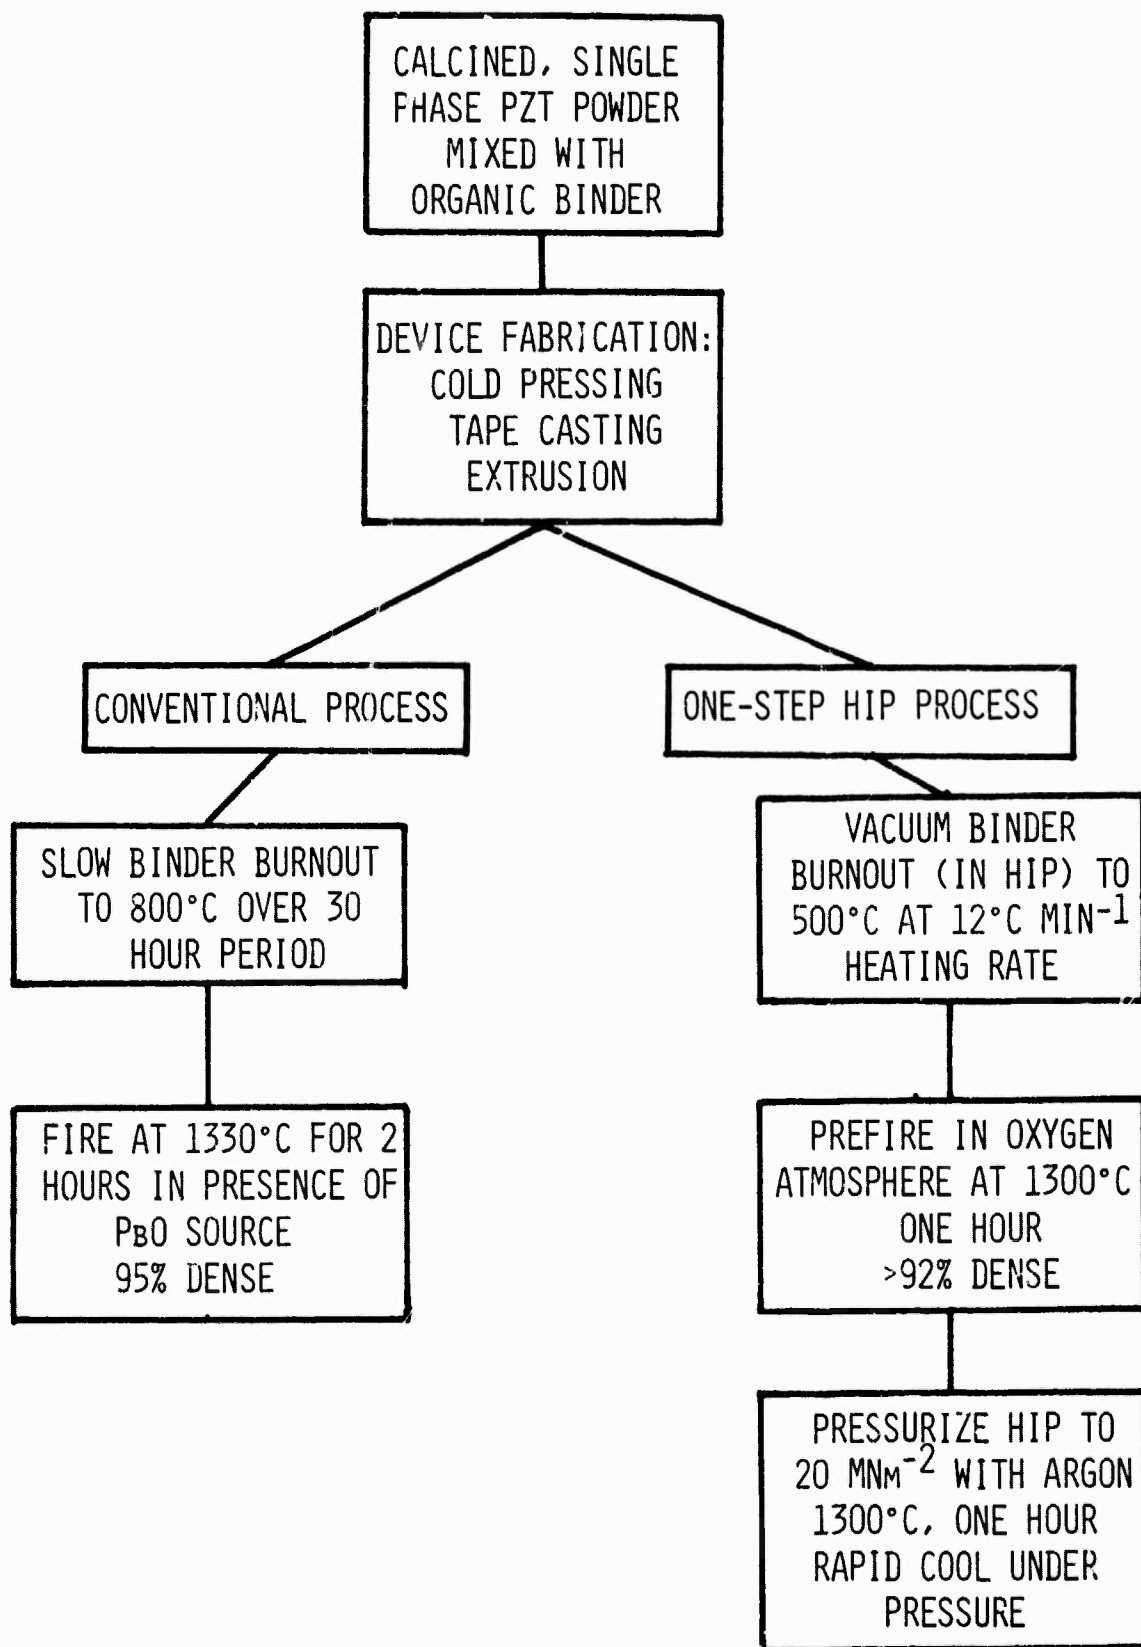 CALCINED, SINGLE
PHASE PZT POWDER
MIXED WITH
ORGANIC BINDER
DEVICE FABRICATION:
COLD PRESSING
TAPE CASTING
EXTRUSION
CONVENTIONAL PROCESS
SLOW BINDER BURNOUT
TO 800°C OVER 30
HOUR PERIOD
FIRE AT 1330°C FOR 2
HOURS IN PRESENCE OF
PBO SOURCE
95% DENSE
ONE-STEP HIP PROCESS
VACUUM BINDER
BURNOUT (IN HIP) TO
500°C AT 12°C MIN⁻¹
HEATING RATE
PREFIRE IN OXYGEN
ATMOSPHERE AT 1300°C
ONE HOUR
>92% DENSE
PRESSURIZE HIP TO
20 MNM⁻² WITH ARGON
1300°C, ONE HOUR
RAPID COOL UNDER
PRESSURE